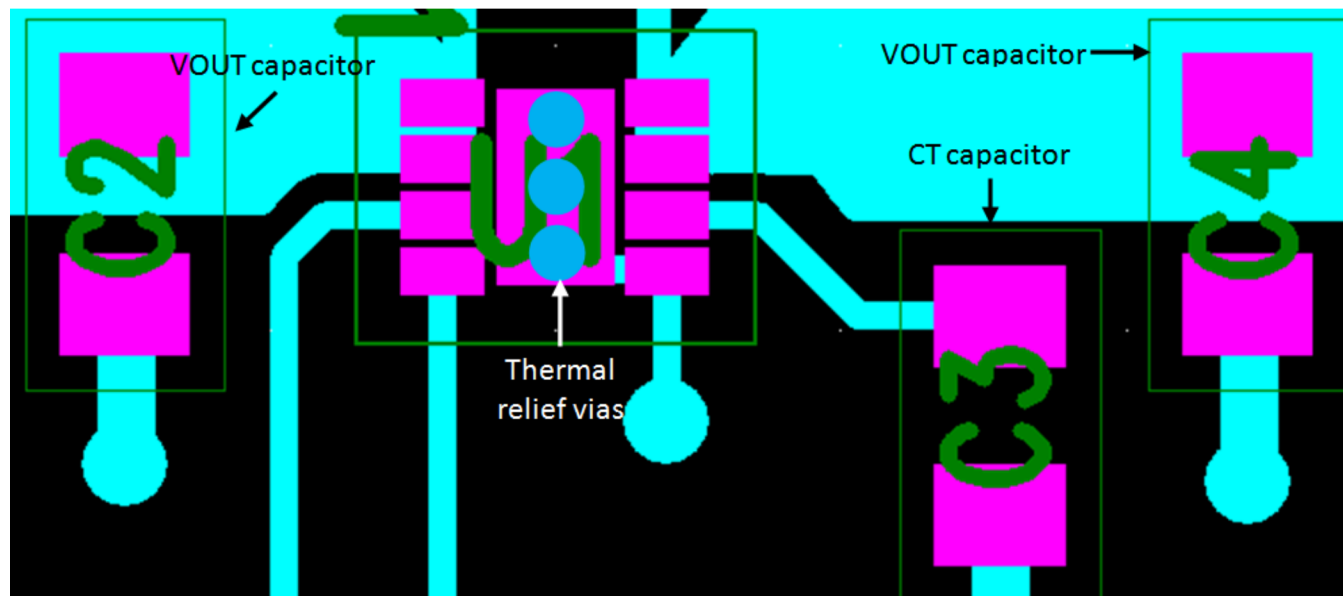 VOUT capacitor
VOUT capacitor
CT capacitor
C2
U1
C4
Thermal
relief vias
C3